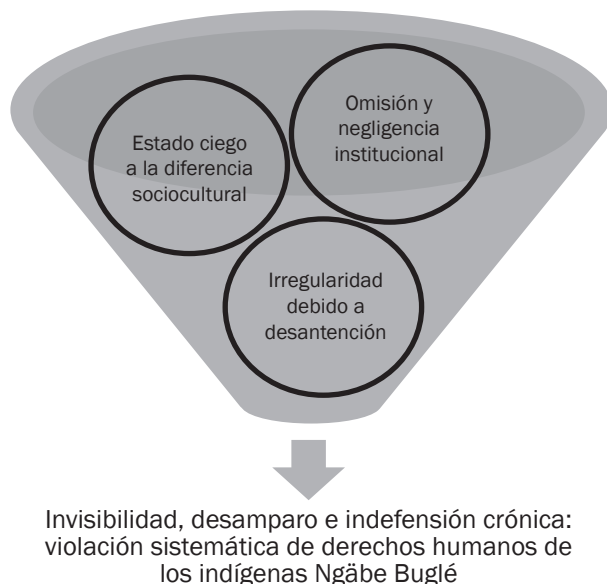 Estado ciego
a la diferencia
sociocultural
Omisión y
negligencia
institucional
Irregularidad
debido a
desantención
Invisibilidad, desamparo e indefensión crónica:
violación sistemática de derechos humanos de
los indígenas Ngäbe Buglé